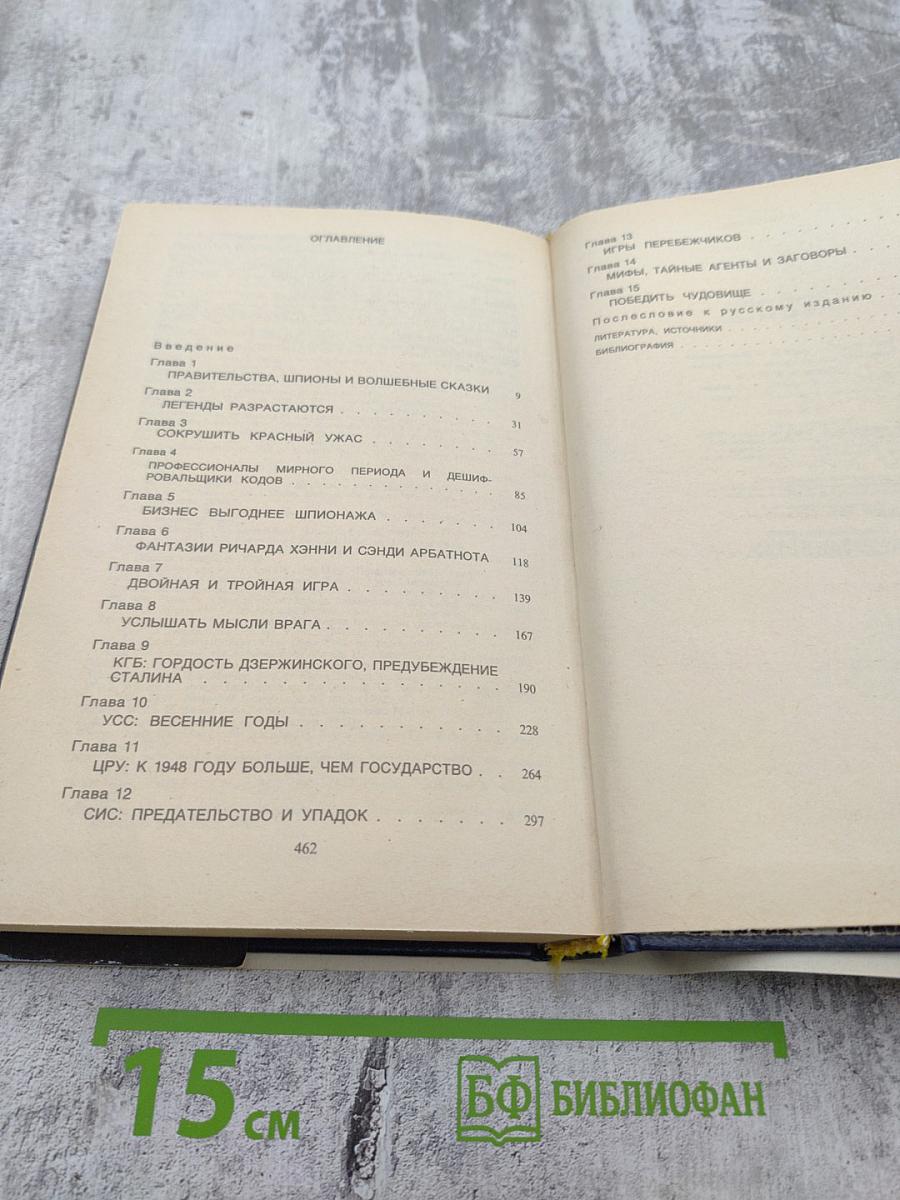 ОГЛАВЛЕНИЕ
Введение
Глава 1
ПРАВИТЕЛЬСТВА, ШПИОНЫ И ВОЛШЕБНЫЕ СКАЗКИ 9
Глава 2
ЛЕГЕНДЫ РАЗРАСТАЮТСЯ . . . . . . . . . . 31
Глава 3
СОКРУШИТЬ КРАСНЫЙ УЖАС . . . . . . . . 57
Глава 4
ПРОФЕССИОНАЛЫ МИРНОГО ПЕРИОДА И ДЕШИФ-
РОВАЛЬЩИКИ КОДОВ . . . . . . . . . . . . . 85
Глава 5
БИЗНЕС ВЫГОДНЕЕ ШПИОНАЖА . . . . . . . 104
Глава 6
ФАНТАЗИИ РИЧАРДА ХЭННИ И СЭНДИ АРБАТНОТА 118
Глава 7
ДВОЙНАЯ И ТРОЙНАЯ ИГРА . . . . . . . . . 139
Глава 8
УСЛЫШАТЬ МЫСЛИ ВРАГА . . . . . . . . . . 167
Глава 9
КГБ: ГОРДОСТЬ ДЗЕРЖИНСКОГО, ПРЕДУБЕЖДЕНИЕ
СТАЛИНА . . . . . . . . . . . . . . . . 190
Глава 10
УСС: ВЕСЕННИЕ ГОДЫ . . . . . . . . . . . 228
Глава 11
ЦРУ: К 1948 ГОДУ БОЛЬШЕ, ЧЕМ ГОСУДАРСТВО . . 264
Глава 12
СИС: ПРЕДАТЕЛЬСТВО И УПАДОК . . . . . . . 297
462
Глава 13
ИГРЫ ПЕРЕБЕЖЧИКОВ . . . . . . . . .
Глава 14
МИФЫ, ТАЙНЫЕ АГЕНТЫ И ЗАГОВОРЫ . . .
Глава 15
ПОБЕДИТЬ ЧУДОВИЩЕ . . . . . . . . .
Послесловие к русскому изданию . .
ЛИТЕРАТУРА, ИСТОЧНИКИ . . . . . . . . .
БИБЛИОГРАФИЯ . . . . . . . . . . . .
15 см
БФ БИБЛИОФАН